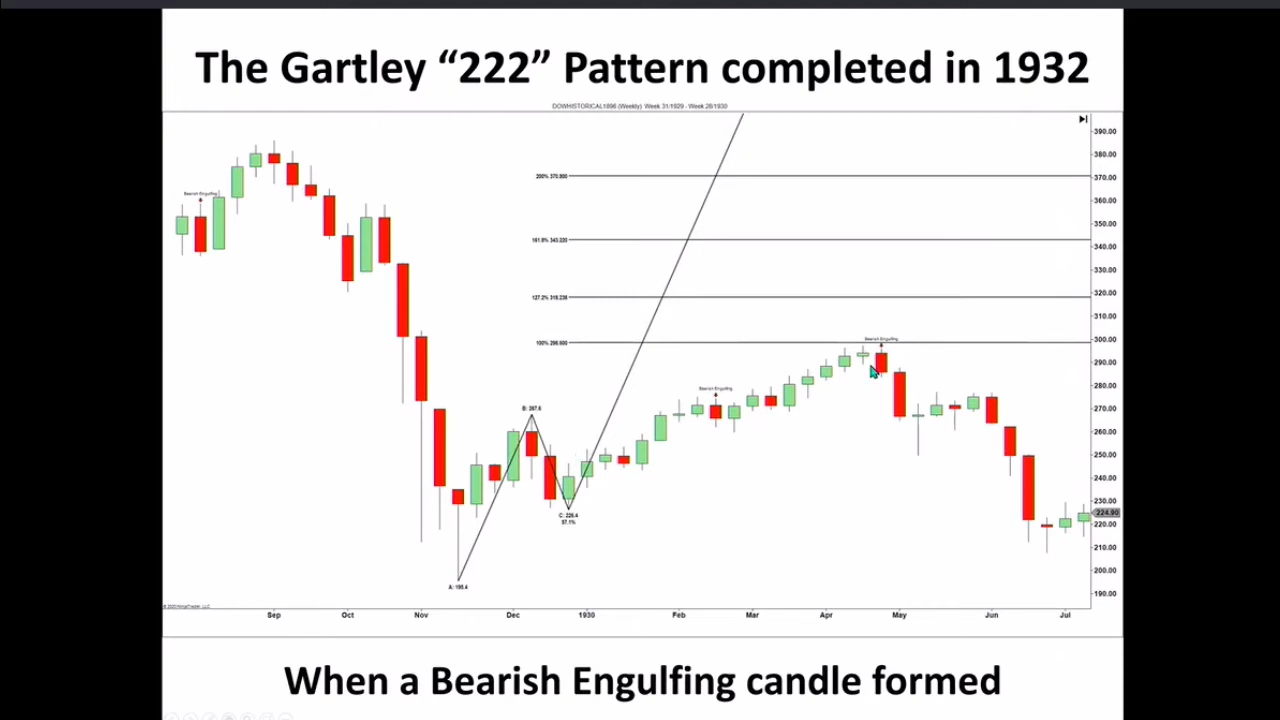 The Gartley “222” Pattern completed in 1932
DOWHISTORICAL1896 (Weekly) Week 31/1929 - Week 28/1930
390.00
380.00
200% 370.800
370.00
Bearish Engulfing
360.00
350.00
161.8% 343.220
340.00
330.00
320.00
127.2% 318.238
310.00
300.00
100% 298.600
Bearish Engulfing
290.00
280.00
Bearish Engulfing
270.00
B: 267.6
260.00
250.00
240.00
230.00
C: 226.4
57.1%
224.90
220.00
210.00
200.00
A: 195.4
190.00
Sep Oct Nov Dec 1930 Feb Mar Apr May Jun Jul
When a Bearish Engulfing candle formed